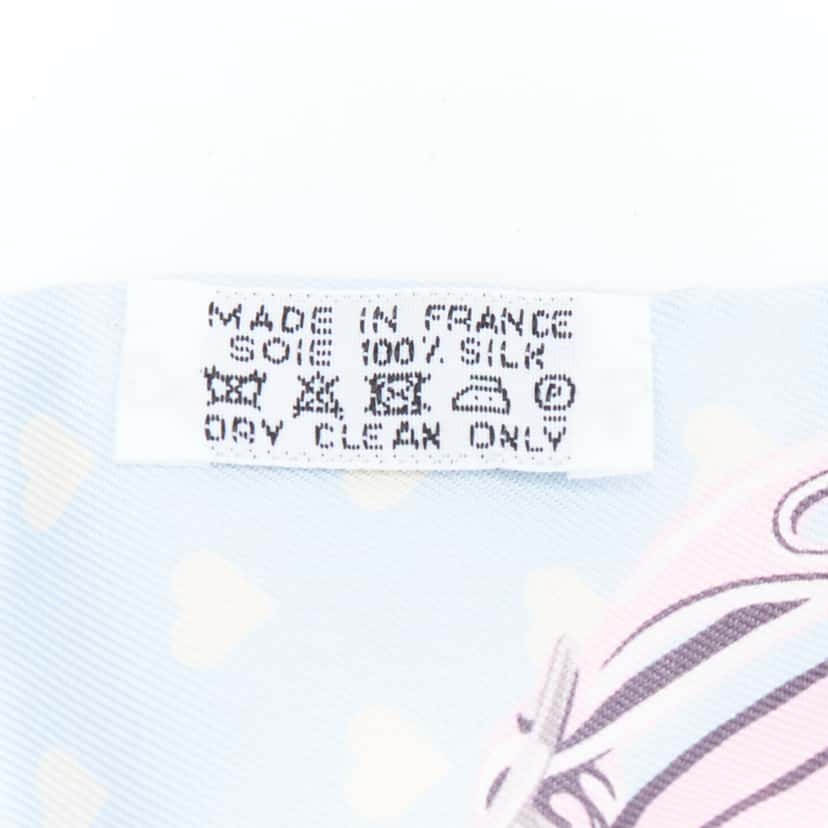 MADE IN FRANCE
SOIE 100% SILK
P
DRY CLEAN ONLY